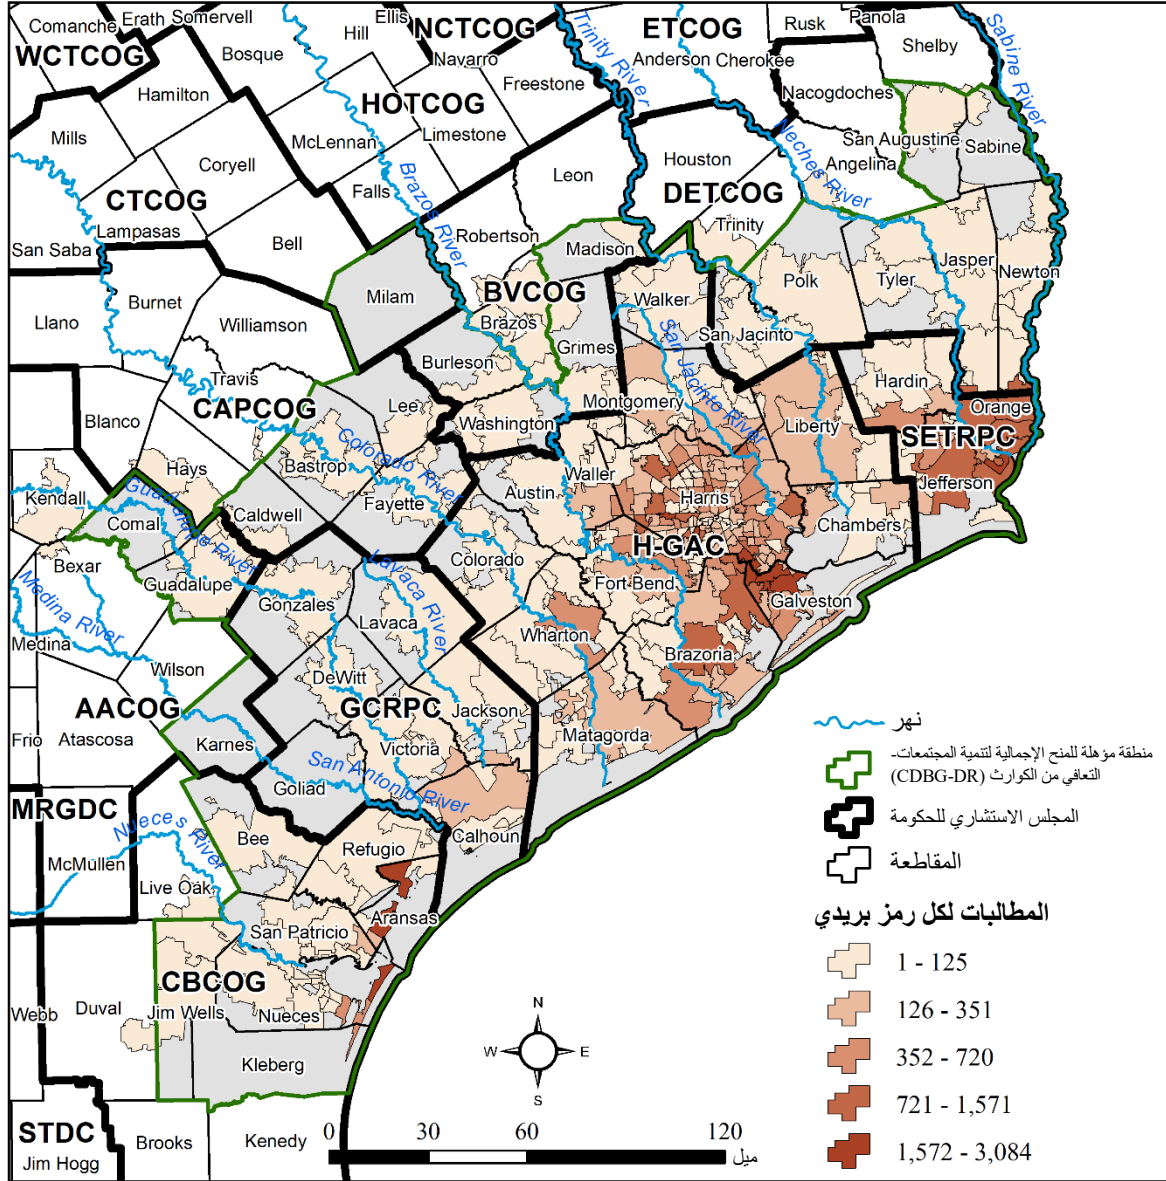 Comanche
Erath
Somervell
Ellis
Hill
NCTCOG
Navarro
Trinity River
ETCOG
Anderson
Cherokee
Rusk
Panola
Shelby
Sabine River
WCTCOG
Bosque
Freestone
Hamilton
HOTCOG
Limestone
McLennan
Nacogdoches
Mills
Coryell
Falls
Brazos River
Leon
Houston
Neches River
San Augustine
Angelina
Sabine
CTCOG
Lampasas
DETCOG
San Saba
Bell
Robertson
Madison
Trinity
Jasper
Newton
Burnet
Milam
BVCOG
Walker
Polk
Tyler
Llano
Williamson
Brazos
San Jacinto
San Jacinto River
Grimes
Burleson
Travis
CAPCOG
Lee
Montgomery
Hardin
Orange
Blanco
Washington
Liberty
SETRPC
Colorado River
Hays
Bastrop
Waller
Jefferson
Kendall
Guadalupe River
Fayette
Austin
Harris
Chambers
Comal
Caldwell
H-GAC
Bexar
Guadalupe
Lavaca River
Colorado
Fort Bend
Galveston
Medina River
Gonzales
Lavaca
Wharton
Medina
Wilson
DeWitt
Brazoria
AACOG
GCRPC
Jackson
Frio
Atascosa
Karnes
Victoria
Matagorda
Goliad
San Antonio River
MRGDC
Nueces River
Bee
Refugio
Calhoun
McMullen
Live Oak
Aransas
San Patricio
CBCOG
Webb
Duval
Jim Wells
Nueces
Kleberg
STDC
Jim Hogg
Brooks
Kenedy
نهر
منطقة مؤهلة للمنح الإجمالية لتنمية المجتمعات-
التعافي من الكوارث (CDBG-DR)
المجلس الاستشاري للحكومة
المقاطعة
المطالبات لكل رمز بريدي
1 - 125
126 - 351
352 - 720
721 - 1,571
1,572 - 3,084
N
W
E
S
0 30 60 120
ميل